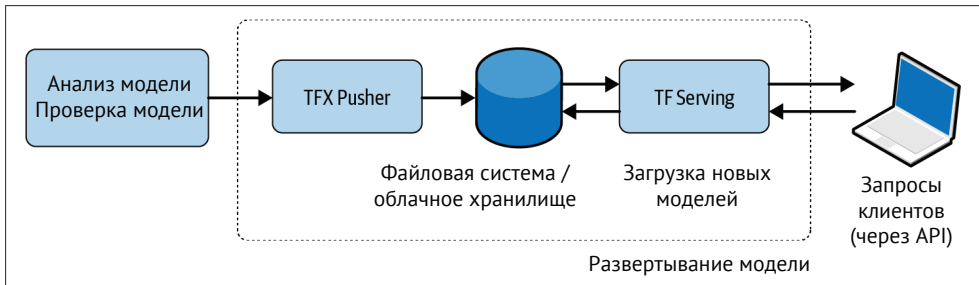 Анализ модели
Проверка модели
TFX Pusher
TF Serving
Файловая система /
облачное хранилище
Загрузка новых
моделей
Запросы
клиентов
(через API)
Развертывание модели